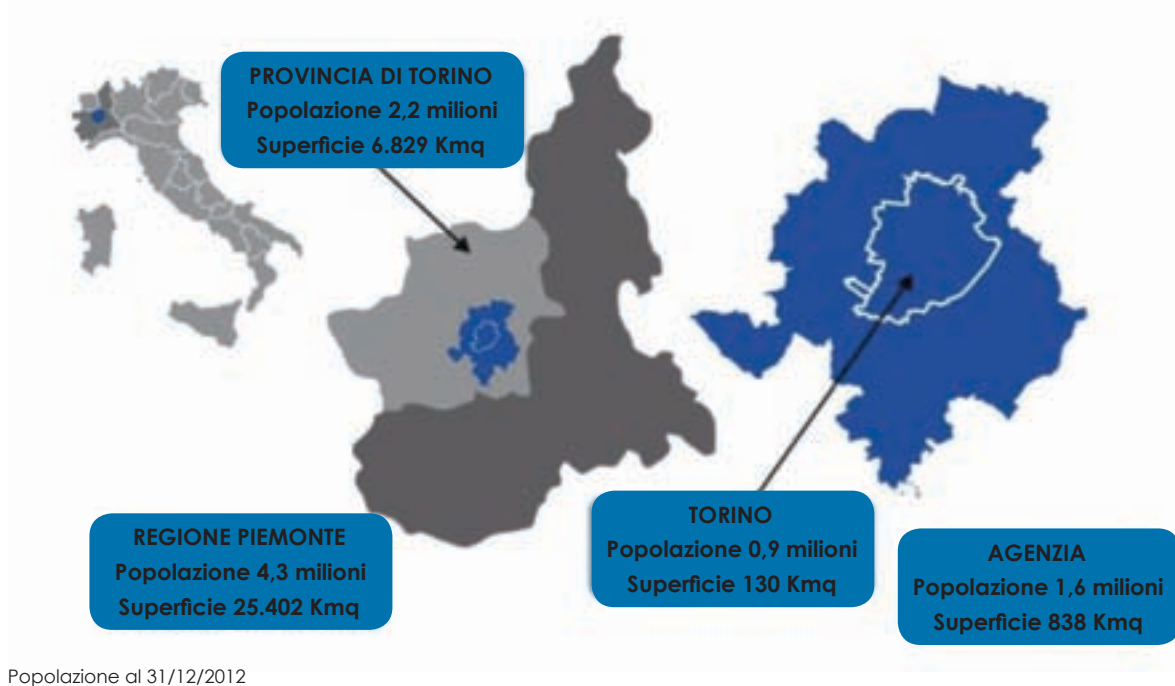 PROVINCIA DI TORINO
Popolazione 2,2 milioni
Superficie 6.829 Kmq
REGIONE PIEMONTE
Popolazione 4,3 milioni
Superficie 25.402 Kmq
TORINO
Popolazione 0,9 milioni
Superficie 130 Kmq
AGENZIA
Popolazione 1,6 milioni
Superficie 838 Kmq
Popolazione al 31/12/2012